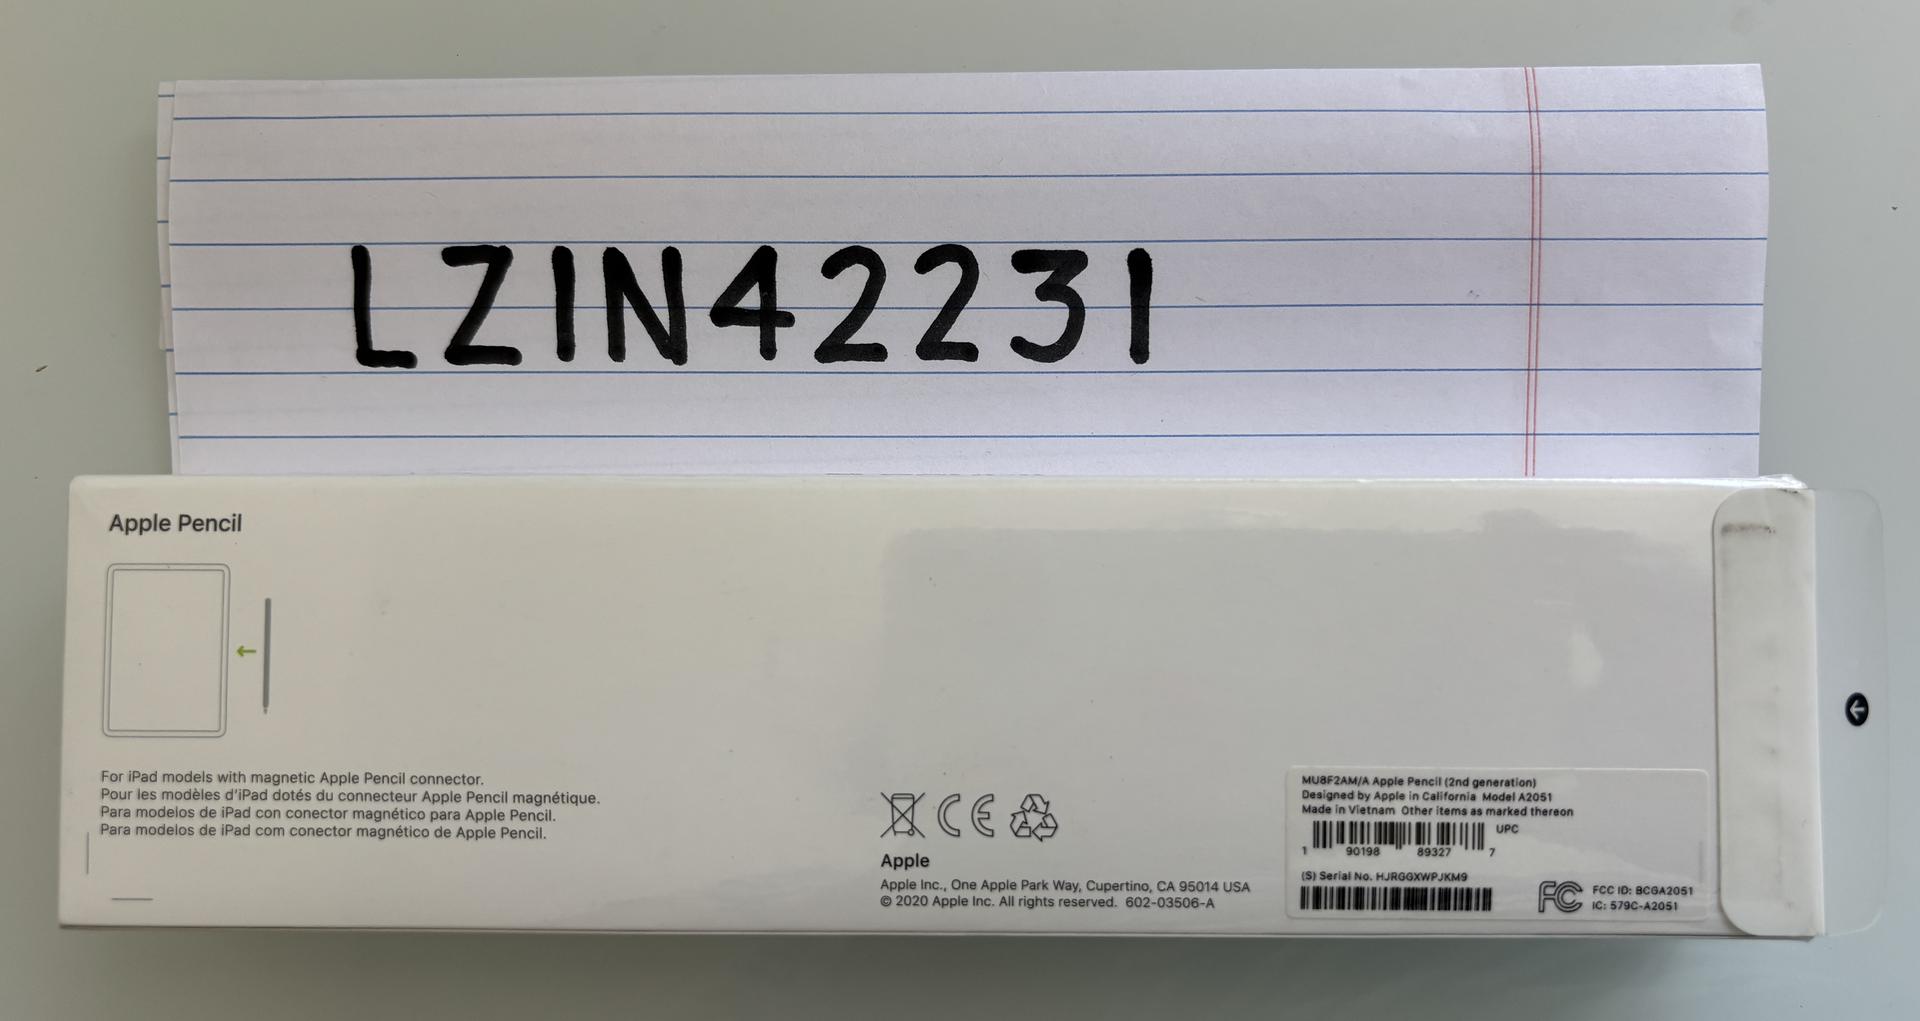 LZIN42231
Apple Pencil
For iPad models with magnetic Apple Pencil connector.
Pour les modèles d'iPad dotés du connecteur Apple Pencil magnétique.
Para modelos de iPad con conector magnético para Apple Pencil.
Para modelos de iPad com conector magnético de Apple Pencil.
CE
Apple
Apple Inc., One Apple Park Way, Cupertino, CA 95014 USA
© 2020 Apple Inc. All rights reserved. 602-03506-A
MU8F2AM/A Apple Pencil (2nd generation)
Designed by Apple in California Model A2051
Made in Vietnam Other items as marked thereon
UPC
1 90198 89327 7
(S) Serial No. HJRGGXWPJKM9
FC FCC ID: BCGA2051
IC: 579C-A2051